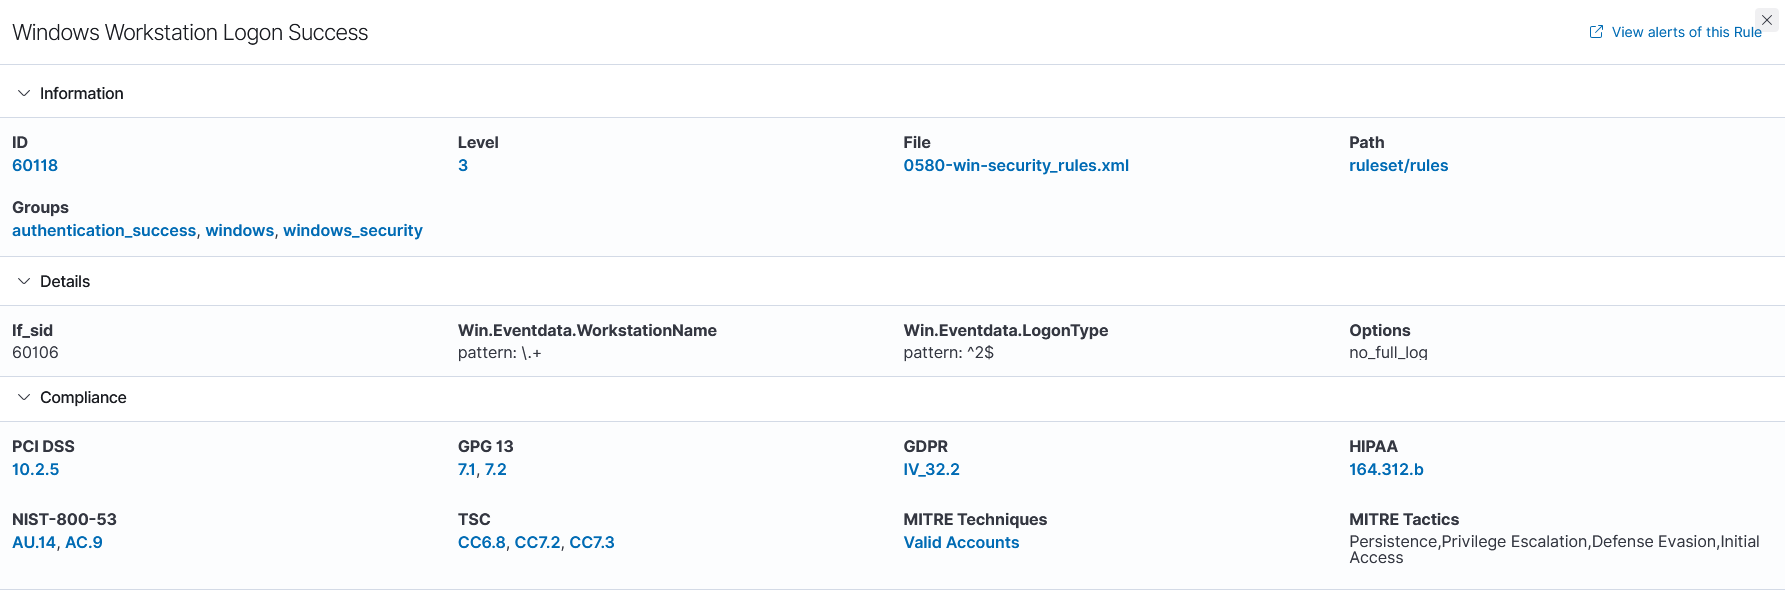 Windows Workstation Logon Success
View alerts of this Rule
Information
ID
60118
Level
3
File
0580-win-security_rules.xml
Path
ruleset/rules
Groups
authentication_success, windows, windows_security
Details
If_sid
60106
Win.Eventdata.WorkstationName
pattern: \.+
Win.Eventdata.LogonType
pattern: ^2$
Options
no_full_log
Compliance
PCI DSS
10.2.5
GPG 13
7.1, 7.2
GDPR
IV_32.2
HIPAA
164.312.b
NIST-800-53
AU.14, AC.9
TSC
CC6.8, CC7.2, CC7.3
MITRE Techniques
Valid Accounts
MITRE Tactics
Persistence,Privilege Escalation,Defense Evasion,Initial
Access